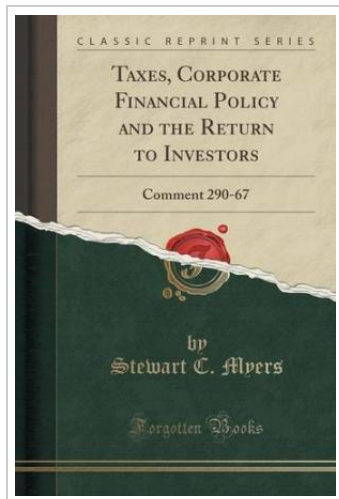 CLASSIC REPRINT SERIES
TAXES, CORPORATE
FINANCIAL POLICY
AND THE RETURN
TO INVESTORS
Comment 290-67
by
Stewart C. Myers
Forgotten Books